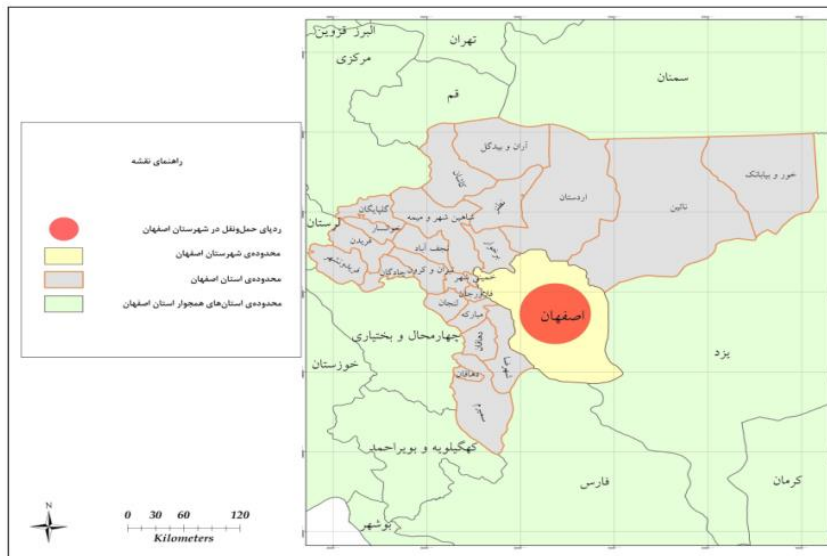 راهنمای نقشه
ردپای حمل‌ونقل در شهرستان اصفهان
محدوده‌ی شهرستان اصفهان
محدوده‌ی استان اصفهان
محدوده‌ی استان‌های همجوار استان اصفهان
N
0 30 60 120
Kilometers
البرز قزوین
تهران
مرکزی
سمنان
قم
آران و بیدگل
کاشان
خور و بیابانک
نائین
اردستان
نطنز
گلپایگان
شاهین شهر و میمه
لرستان
خوانسار
فریدن
نجف آباد
برخوار
فریدونشهر
چادگان
تیران و کرون
خمینی شهر
فلاورجان
لنجان
مبارکه
اصفهان
چهارمحال و بختیاری
دهاقان
شهرضا
یزد
خوزستان
دهاقان
سمیرم
کهگیلویه و بویراحمد
فارس
کرمان
بوشهر